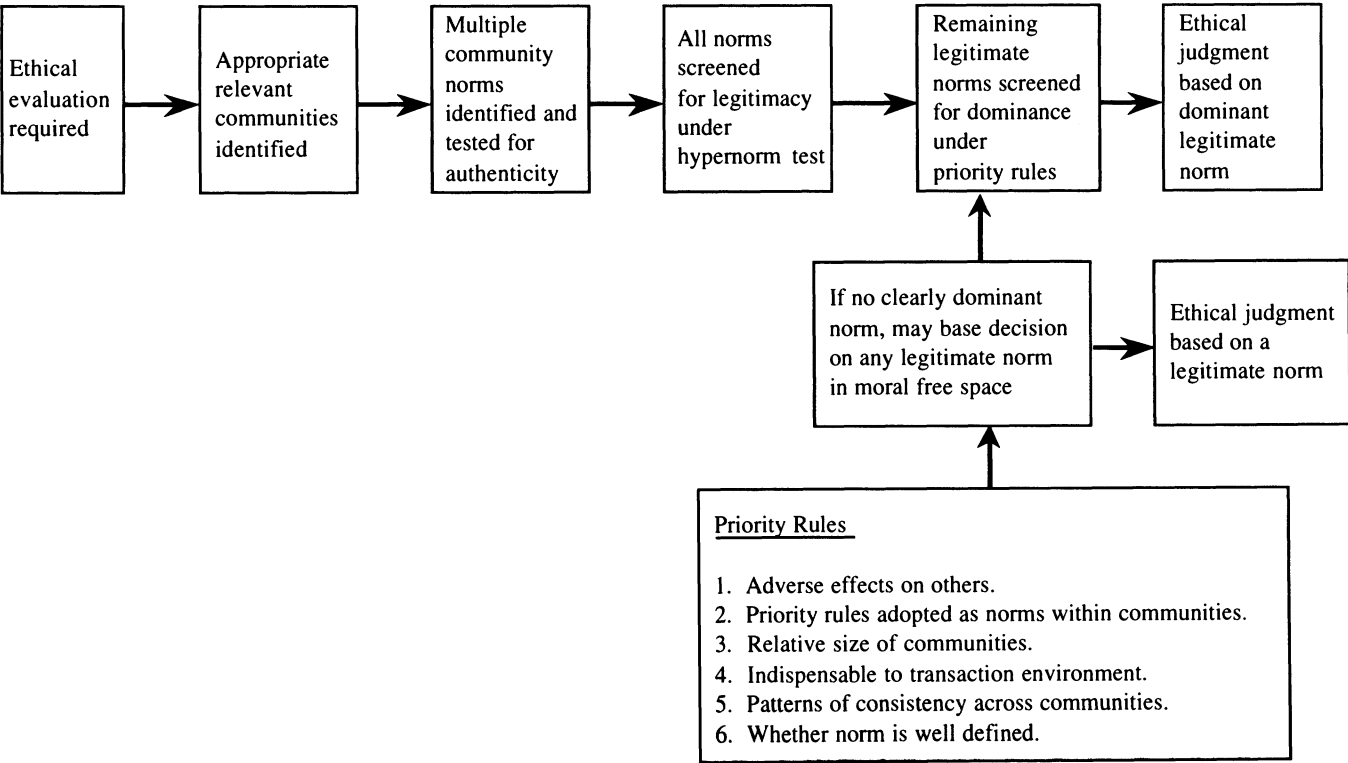 Ethical
evaluation
required
Appropriate
relevant
communities
identified
Multiple
community
norms
identified and
tested for
authenticity
All norms
screened
for legitimacy
under
hypernorm test
Remaining
legitimate
norms screened
for dominance
under
priority rules
Ethical
judgment
based on
dominant
legitimate
norm
If no clearly dominant
norm, may base decision
on any legitimate norm
in moral free space
Ethical judgment
based on a
legitimate norm
Priority Rules
1. Adverse effects on others.
2. Priority rules adopted as norms within communities.
3. Relative size of communities.
4. Indispensable to transaction environment.
5. Patterns of consistency across communities.
6. Whether norm is well defined.